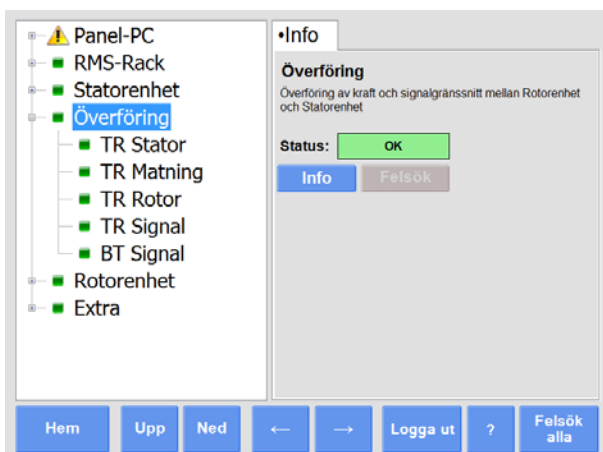 Panel-PC
RMS-Rack
Statorenhet
Överföring
TR Stator
TR Matning
TR Rotor
TR Signal
BT Signal
Rotorenhet
Extra
•Info
Överföring
Överföring av kraft och signalgränssnitt mellan Rotorenhet
och Statorenhet
Status: OK
Info Felsök
Hem Upp Ned ← → Logga ut ? Felsök
alla